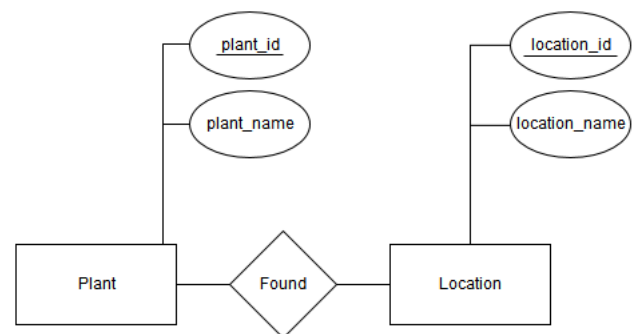 plant_id
location_id
plant_name
location_name
Plant
Found
Location